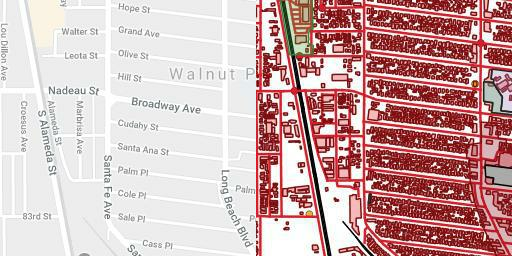 Hope St
Walter St
Grand Ave
Lou Dillon Ave
Leota St
Olive St
Hill St
Walnut P
Nadeau St
Broadway Ave
Croesus Ave
S Alameda St
Alameda St
Marbrisa Ave
Cudahy St
Santa Ana St
Palm Pl
Santa Fe Ave
Long Beach Blvd
Palm
Cole Pl
83rd St
Sale Pl
P
Cass Pl
Sa